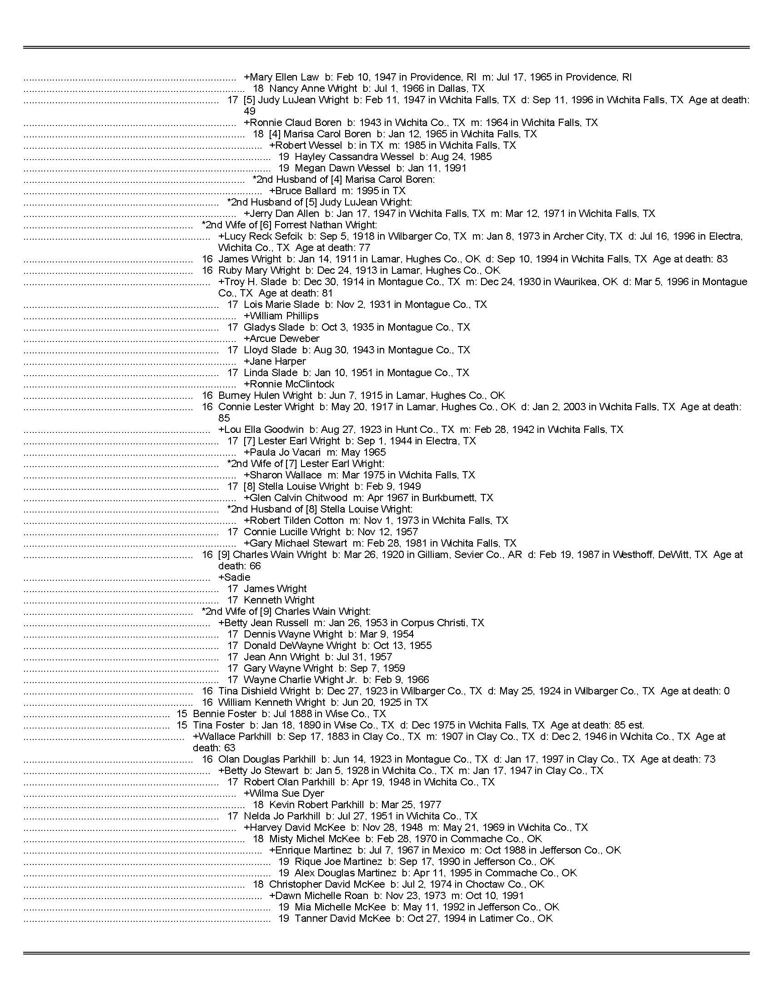 +Mary Ellen Law b: Feb 10, 1947 in Providence, RI m: Jul 17, 1965 in Providence, RI
18 Nancy Anne Wright b: Jul 1, 1966 in Dallas, TX
17 [5] Judy LuJean Wright b: Feb 11, 1947 in Wichita Falls, TX d: Sep 11, 1996 in Wichita Falls, TX Age at death:
49
+Ronnie Claud Boren b: 1943 in Wichita Co., TX m: 1964 in Wichita Falls, TX
18 [4] Marisa Carol Boren b: Jan 12, 1965 in Wichita Falls, TX
+Robert Wessel b: in TX m: 1985 in Wichita Falls, TX
19 Hayley Cassandra Wessel b: Aug 24, 1985
19 Megan Dawn Wessel b: Jan 11, 1991
*2nd Husband of [4] Marisa Carol Boren:
+Bruce Ballard m: 1995 in TX
*2nd Husband of [5] Judy LuJean Wright:
+Jerry Dan Allen b: Jan 17, 1947 in Wichita Falls, TX m: Mar 12, 1971 in Wichita Falls, TX
*2nd Wife of [6] Forrest Nathan Wright:
+Lucy Reck Sefcik b: Sep 5, 1918 in Wilbarger Co, TX m: Jan 8, 1973 in Archer City, TX d: Jul 16, 1996 in Electra,
Wichita Co., TX Age at death: 77
16 James Wright b: Jan 14, 1911 in Lamar, Hughes Co., OK d: Sep 10, 1994 in Wichita Falls, TX Age at death: 83
16 Ruby Mary Wright b: Dec 24, 1913 in Lamar, Hughes Co., OK
+Troy H. Slade b: Dec 30, 1914 in Montague Co., TX m: Dec 24, 1930 in Waurikea, OK d: Mar 5, 1996 in Montague
Co., TX Age at death: 81
17 Lois Marie Slade b: Nov 2, 1931 in Montague Co., TX
+William Phillips
17 Gladys Slade b: Oct 3, 1935 in Montague Co., TX
+Arcue Deweber
17 Lloyd Slade b: Aug 30, 1943 in Montague Co., TX
+Jane Harper
17 Linda Slade b: Jan 10, 1951 in Montague Co., TX
+Ronnie McClintock
16 Burney Hulen Wright b: Jun 7, 1915 in Lamar, Hughes Co., OK
16 Connie Lester Wright b: May 20, 1917 in Lamar, Hughes Co., OK d: Jan 2, 2003 in Wichita Falls, TX Age at death:
85
+Lou Ella Goodwin b: Aug 27, 1923 in Hunt Co., TX m: Feb 28, 1942 in Wichita Falls, TX
17 [7] Lester Earl Wright b: Sep 1, 1944 in Electra, TX
+Paula Jo Vacari m: May 1965
*2nd Wife of [7] Lester Earl Wright:
+Sharon Wallace m: Mar 1975 in Wichita Falls, TX
17 [8] Stella Louise Wright b: Feb 9, 1949
+Glen Calvin Chitwood m: Apr 1967 in Burkburnett, TX
*2nd Husband of [8] Stella Louise Wright:
+Robert Tilden Cotton m: Nov 1, 1973 in Wichita Falls, TX
17 Connie Lucille Wright b: Nov 12, 1957
+Gary Michael Stewart m: Feb 28, 1981 in Wichita Falls, TX
16 [9] Charles Wain Wright b: Mar 26, 1920 in Gilliam, Sevier Co., AR d: Feb 19, 1987 in Westhoff, DeWitt, TX Age at
death: 66
+Sadie
17 James Wright
17 Kenneth Wright
*2nd Wife of [9] Charles Wain Wright:
+Betty Jean Russell m: Jan 26, 1953 in Corpus Christi, TX
17 Dennis Wayne Wright b: Mar 9, 1954
17 Donald DeWayne Wright b: Oct 13, 1955
17 Jean Ann Wright b: Jul 31, 1957
17 Gary Wayne Wright b: Sep 7, 1959
17 Wayne Charlie Wright Jr. b: Feb 9, 1966
16 Tina Dishield Wright b: Dec 27, 1923 in Wilbarger Co., TX d: May 25, 1924 in Wilbarger Co., TX Age at death: 0
16 William Kenneth Wright b: Jun 20, 1925 in TX
15 Bennie Foster b: Jul 1888 in Wise Co., TX
15 Tina Foster b: Jan 18, 1890 in Wise Co., TX d: Dec 1975 in Wichita Falls, TX Age at death: 85 est.
+Wallace Parkhill b: Sep 17, 1883 in Clay Co., TX m: 1907 in Clay Co., TX d: Dec 2, 1946 in Wichita Co., TX Age at
death: 63
16 Olan Douglas Parkhill b: Jun 14, 1923 in Montague Co., TX d: Jan 17, 1997 in Clay Co., TX Age at death: 73
+Betty Jo Stewart b: Jan 5, 1928 in Wichita Co., TX m: Jan 17, 1947 in Clay Co., TX
17 Robert Olan Parkhill b: Apr 19, 1948 in Wichita Co., TX
+Wilma Sue Dyer
18 Kevin Robert Parkhill b: Mar 25, 1977
17 Nelda Jo Parkhill b: Jul 27, 1951 in Wichita Co., TX
+Harvey David McKee b: Nov 28, 1948 m: May 21, 1969 in Wichita Co., TX
18 Misty Michel McKee b: Feb 28, 1970 in Commache Co., OK
+Enrique Martinez b: Jul 7, 1967 in Mexico m: Oct 1988 in Jefferson Co., OK
19 Rique Joe Martinez b: Sep 17, 1990 in Jefferson Co., OK
19 Alex Douglas Martinez b: Apr 11, 1995 in Commache Co., OK
18 Christopher David McKee b: Jul 2, 1974 in Choctaw Co., OK
+Dawn Michelle Roan b: Nov 23, 1973 m: Oct 10, 1991
19 Mia Michelle McKee b: May 11, 1992 in Jefferson Co., OK
19 Tanner David McKee b: Oct 27, 1994 in Latimer Co., OK